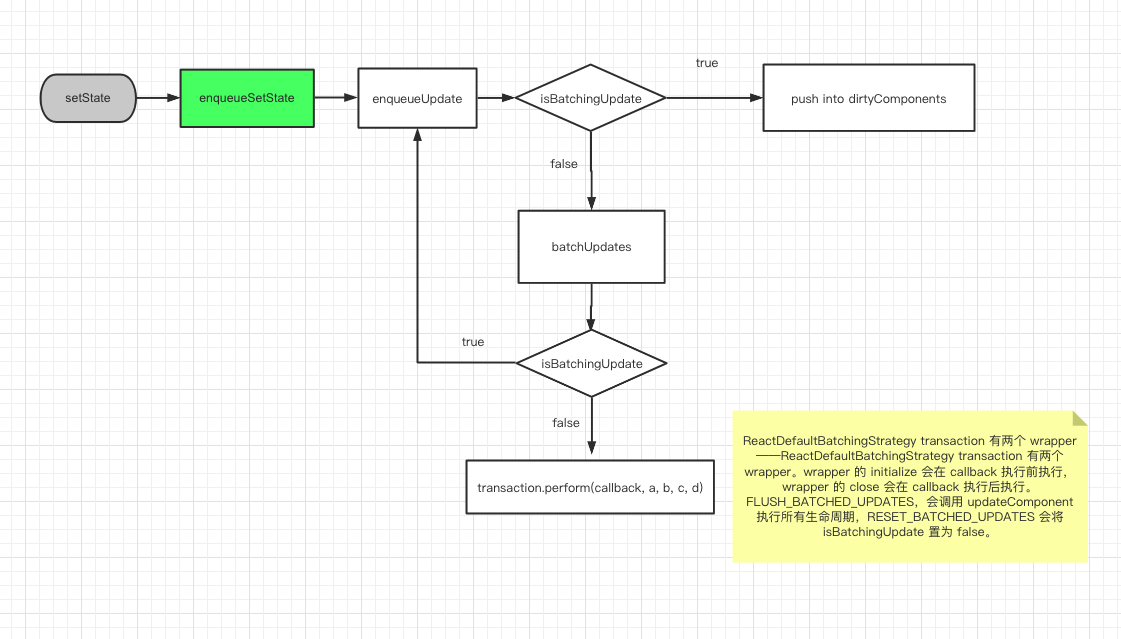 setState
enqueueSetState
enqueueUpdate
isBatchingUpdate
true
push into dirtyComponents
false
batchUpdates
true
isBatchingUpdate
false
transaction.perform(callback, a, b, c, d)
ReactDefaultBatchingStrategy transaction 有两个 wrapper
——ReactDefaultBatchingStrategy transaction 有两个
wrapper。wrapper 的 initialize 会在 callback 执行前执行，
wrapper 的 close 会在 callback 执行后执行。
FLUSH_BATCHED_UPDATES，会调用 updateComponent
执行所有生命周期，RESET_BATCHED_UPDATES 会将
isBatchingUpdate 置为 false。